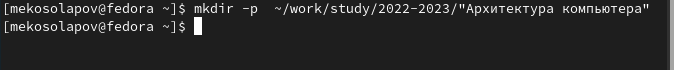 [mekosolapov@fedora ~]$ mkdir -p  ~/work/study/2022-2023/"Архитектура компьютера"
[mekosolapov@fedora ~]$